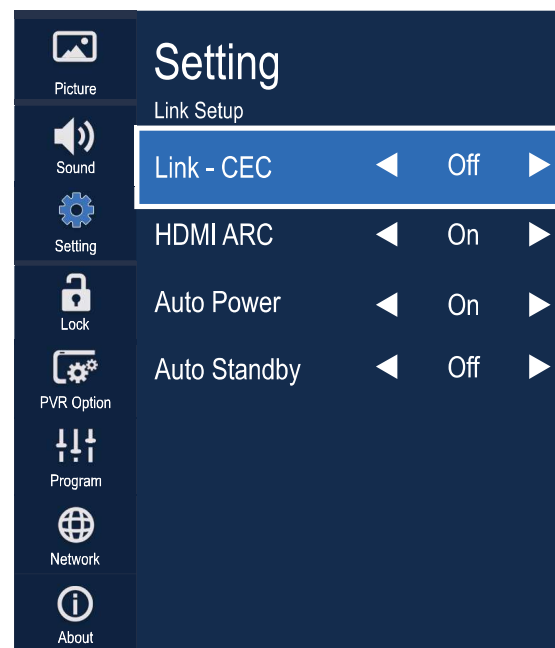 Picture
Sound
Setting
Lock
PVR Option
Program
Network
About
Setting
Link Setup
Link - CEC Off
HDMI ARC On
Auto Power On
Auto Standby Off